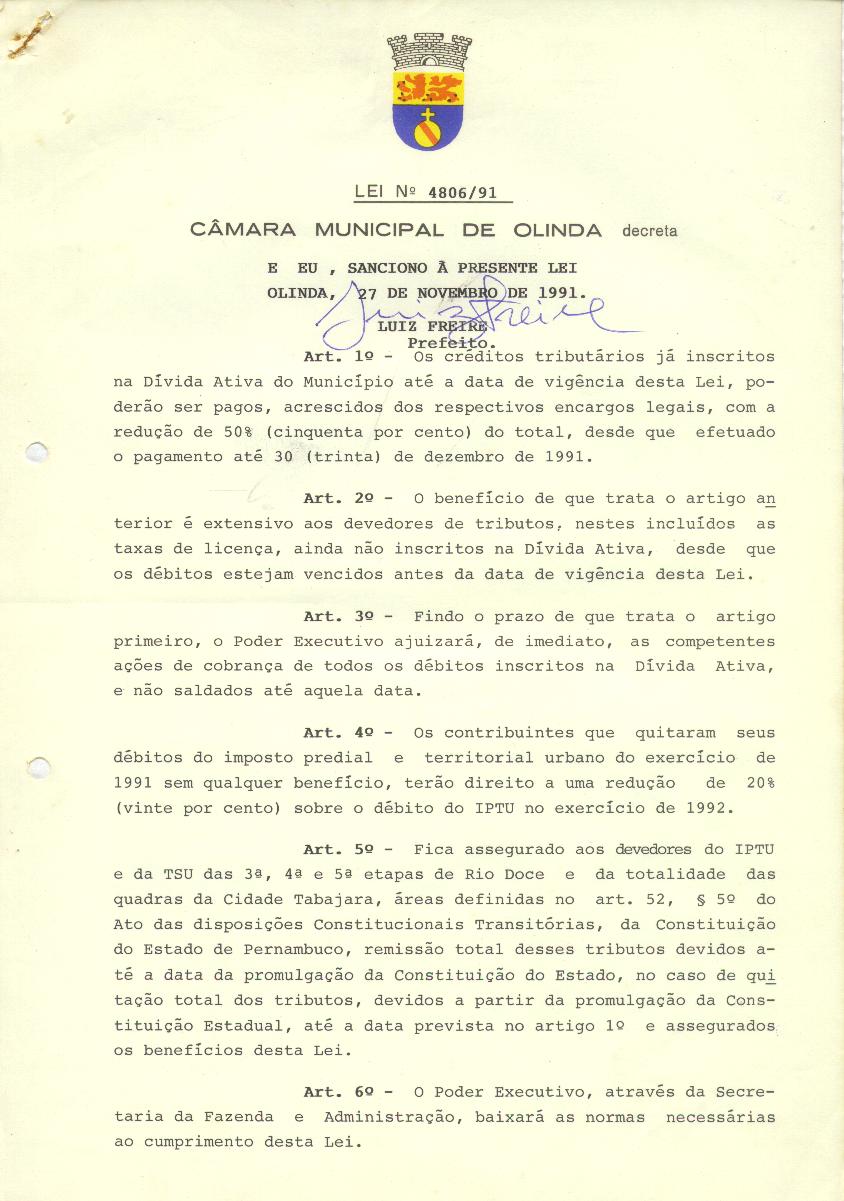 LEI Nº 4806/91
CÂMARA MUNICIPAL DE OLINDA decreta
E EU , SANCIONO À PRESENTE LEI
OLINDA, 27 DE NOVEMBRO DE 1991.
Luiz Freire
LUIZ FREIRE
Prefeito.
Art. 1º - Os créditos tributários já inscritos
na Dívida Ativa do Município até a data de vigência desta Lei, po-
derão ser pagos, acrescidos dos respectivos encargos legais, com a
redução de 50% (cinquenta por cento) do total, desde que efetuado
o pagamento até 30 (trinta) de dezembro de 1991.
Art. 2º - O benefício de que trata o artigo an
terior é extensivo aos devedores de tributos, nestes incluídos as
taxas de licença, ainda não inscritos na Dívida Ativa, desde que
os débitos estejam vencidos antes da data de vigência desta Lei.
Art. 3º - Findo o prazo de que trata o artigo
primeiro, o Poder Executivo ajuizará, de imediato, as competentes
ações de cobrança de todos os débitos inscritos na Dívida Ativa,
e não saldados até aquela data.
Art. 4º - Os contribuintes que quitaram seus
débitos do imposto predial e territorial urbano do exercício de
1991 sem qualquer benefício, terão direito a uma redução de 20%
(vinte por cento) sobre o débito do IPTU no exercício de 1992.
Art. 5º - Fica assegurado aos devedores do IPTU
e da TSU das 3ª, 4ª e 5ª etapas de Rio Doce e da totalidade das
quadras da Cidade Tabajara, áreas definidas no art. 52, § 5º do
Ato das disposições Constitucionais Transitórias, da Constituição
do Estado de Pernambuco, remissão total desses tributos devidos a-
té a data da promulgação da Constituição do Estado, no caso de qui
tação total dos tributos, devidos a partir da promulgação da Cons-
tituição Estadual, até a data prevista no artigo 1º e assegurados
os benefícios desta Lei.
Art. 6º - O Poder Executivo, através da Secre-
taria da Fazenda e Administração, baixará as normas necessárias
ao cumprimento desta Lei.